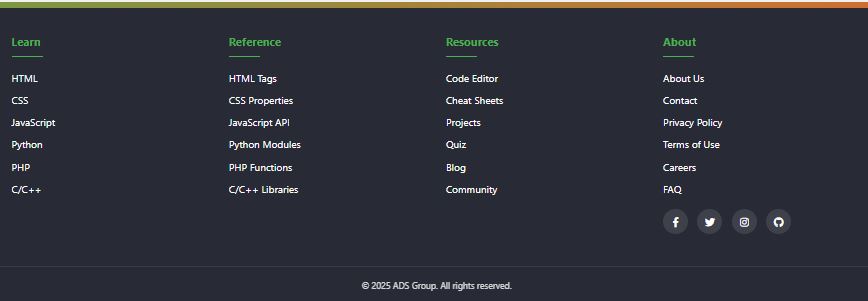 Learn
HTML
CSS
JavaScript
Python
PHP
C/C++
Reference
HTML Tags
CSS Properties
JavaScript API
Python Modules
PHP Functions
C/C++ Libraries
Resources
Code Editor
Cheat Sheets
Projects
Quiz
Blog
Community
About
About Us
Contact
Privacy Policy
Terms of Use
Careers
FAQ
© 2025 ADS Group. All rights reserved.